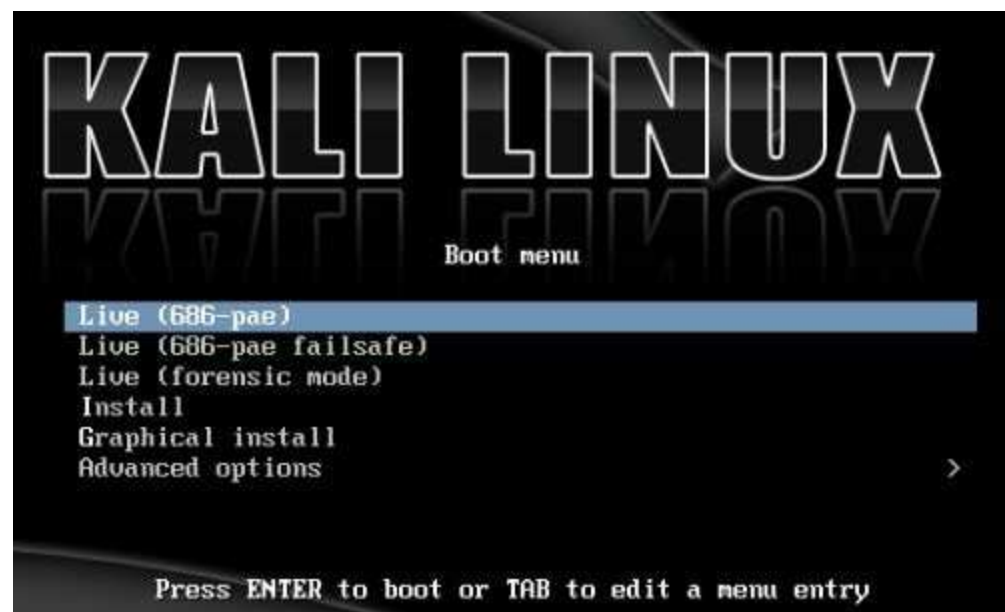 KALI LINUX
Boot menu
Live (686-pae)
Live (686-pae failsafe)
Live (forensic mode)
Install
Graphical install
Advanced options >
Press ENTER to boot or TAB to edit a menu entry